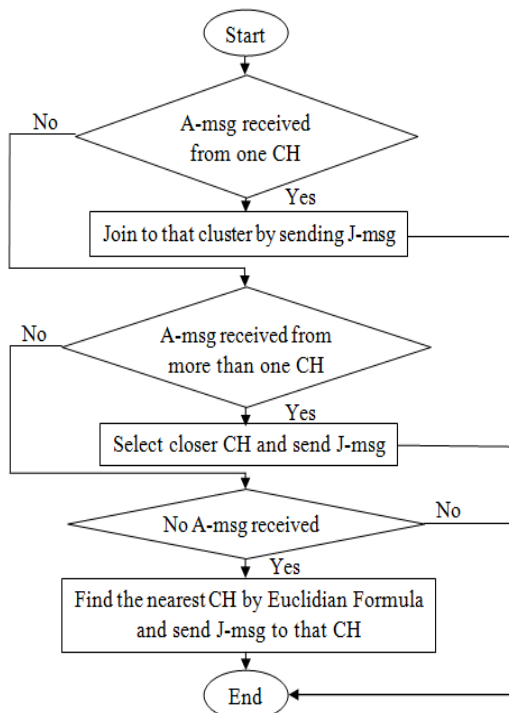 Start
A-msg received
from one CH
No
Yes
Join to that cluster by sending J-msg
A-msg received from
more than one CH
No
Yes
Select closer CH and send J-msg
No A-msg received
No
Yes
Find the nearest CH by Euclidian Formula
and send J-msg to that CH
End